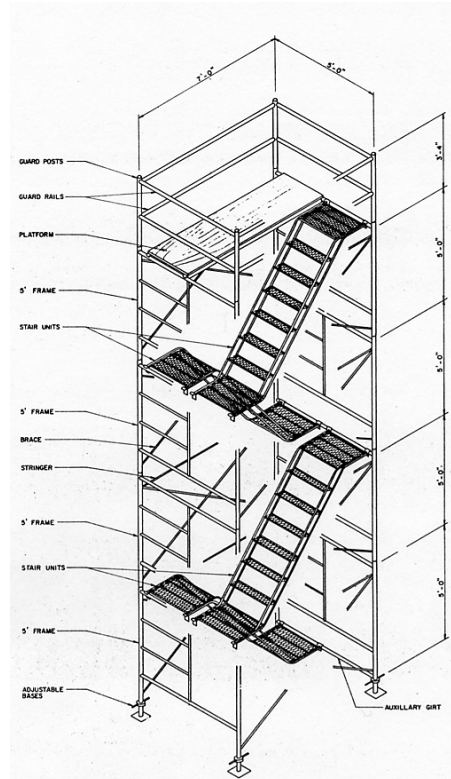 7'-0"
5'-0"
GUARD POSTS
3'-4"
GUARD RAILS
PLATFORM
5'-0"
5' FRAME
STAIR UNITS
5'-0"
5' FRAME
BRACE
STRINGER
5'-0"
5' FRAME
STAIR UNITS
5'-0"
5' FRAME
ADJUSTABLE
BASES
AUXILLARY GIRT